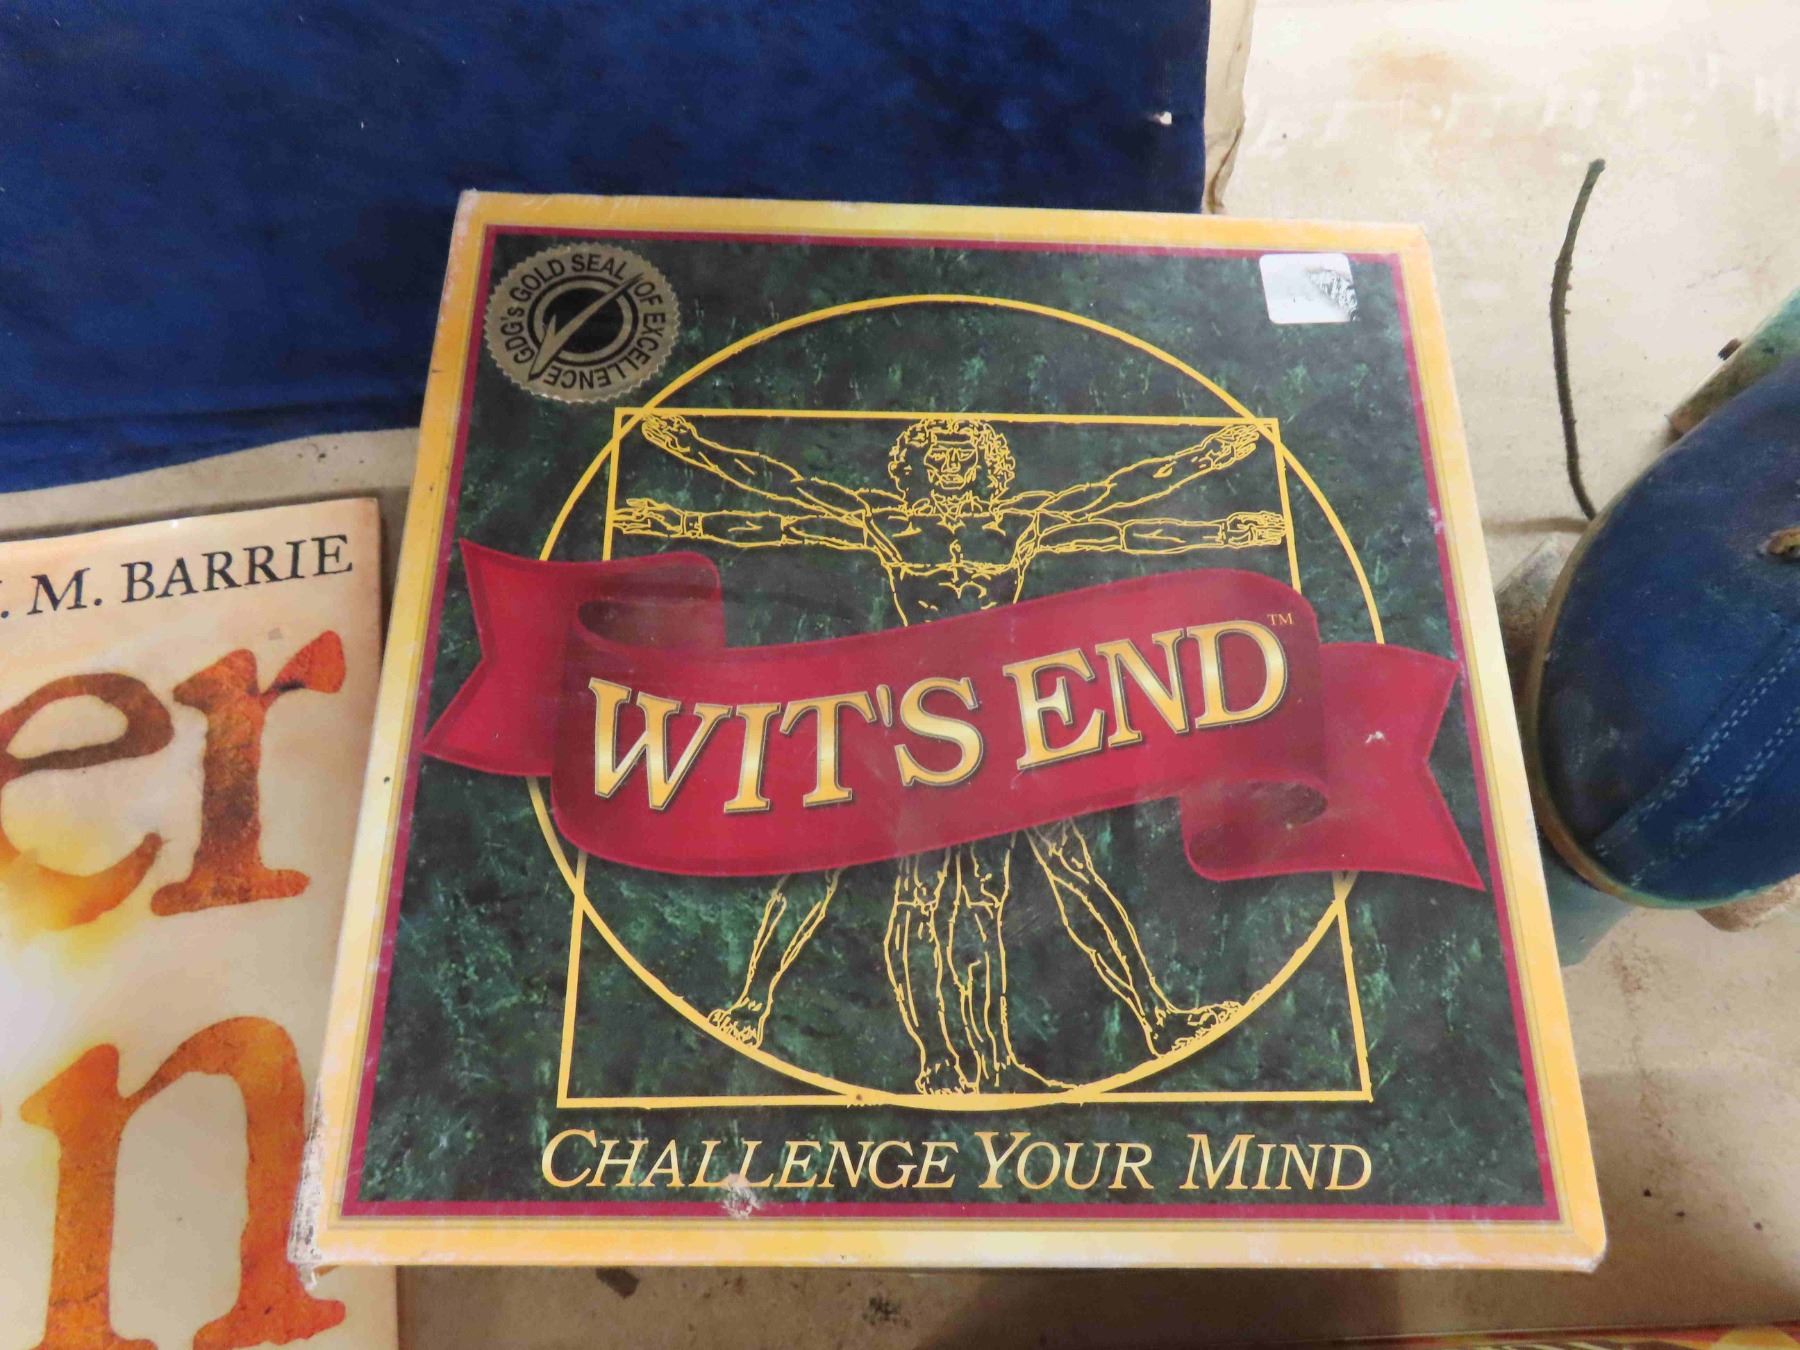 GDG's GOLD SEAL OF EXCELLENCE
WIT'S END™
CHALLENGE YOUR MIND
. M. BARRIE
er
n